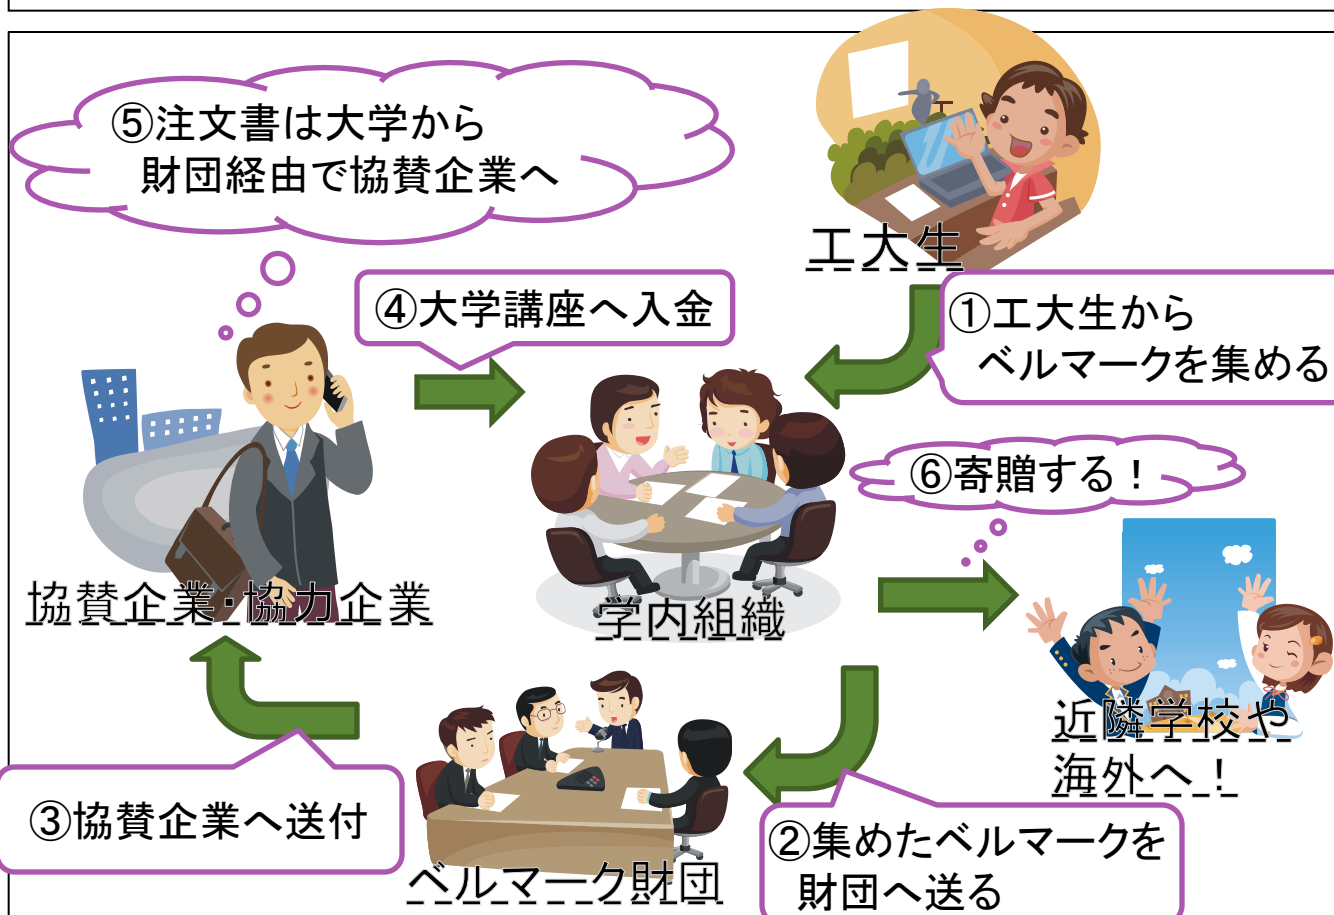 ⑤注文書は大学から
財団経由で協賛企業へ
工大生
④大学講座へ入金
①工大生から
ベルマークを集める
⑥寄贈する！
協賛企業・協力企業
学内組織
近隣学校や
海外へ！
③協賛企業へ送付
②集めたベルマークを
財団へ送る
ベルマーク財団